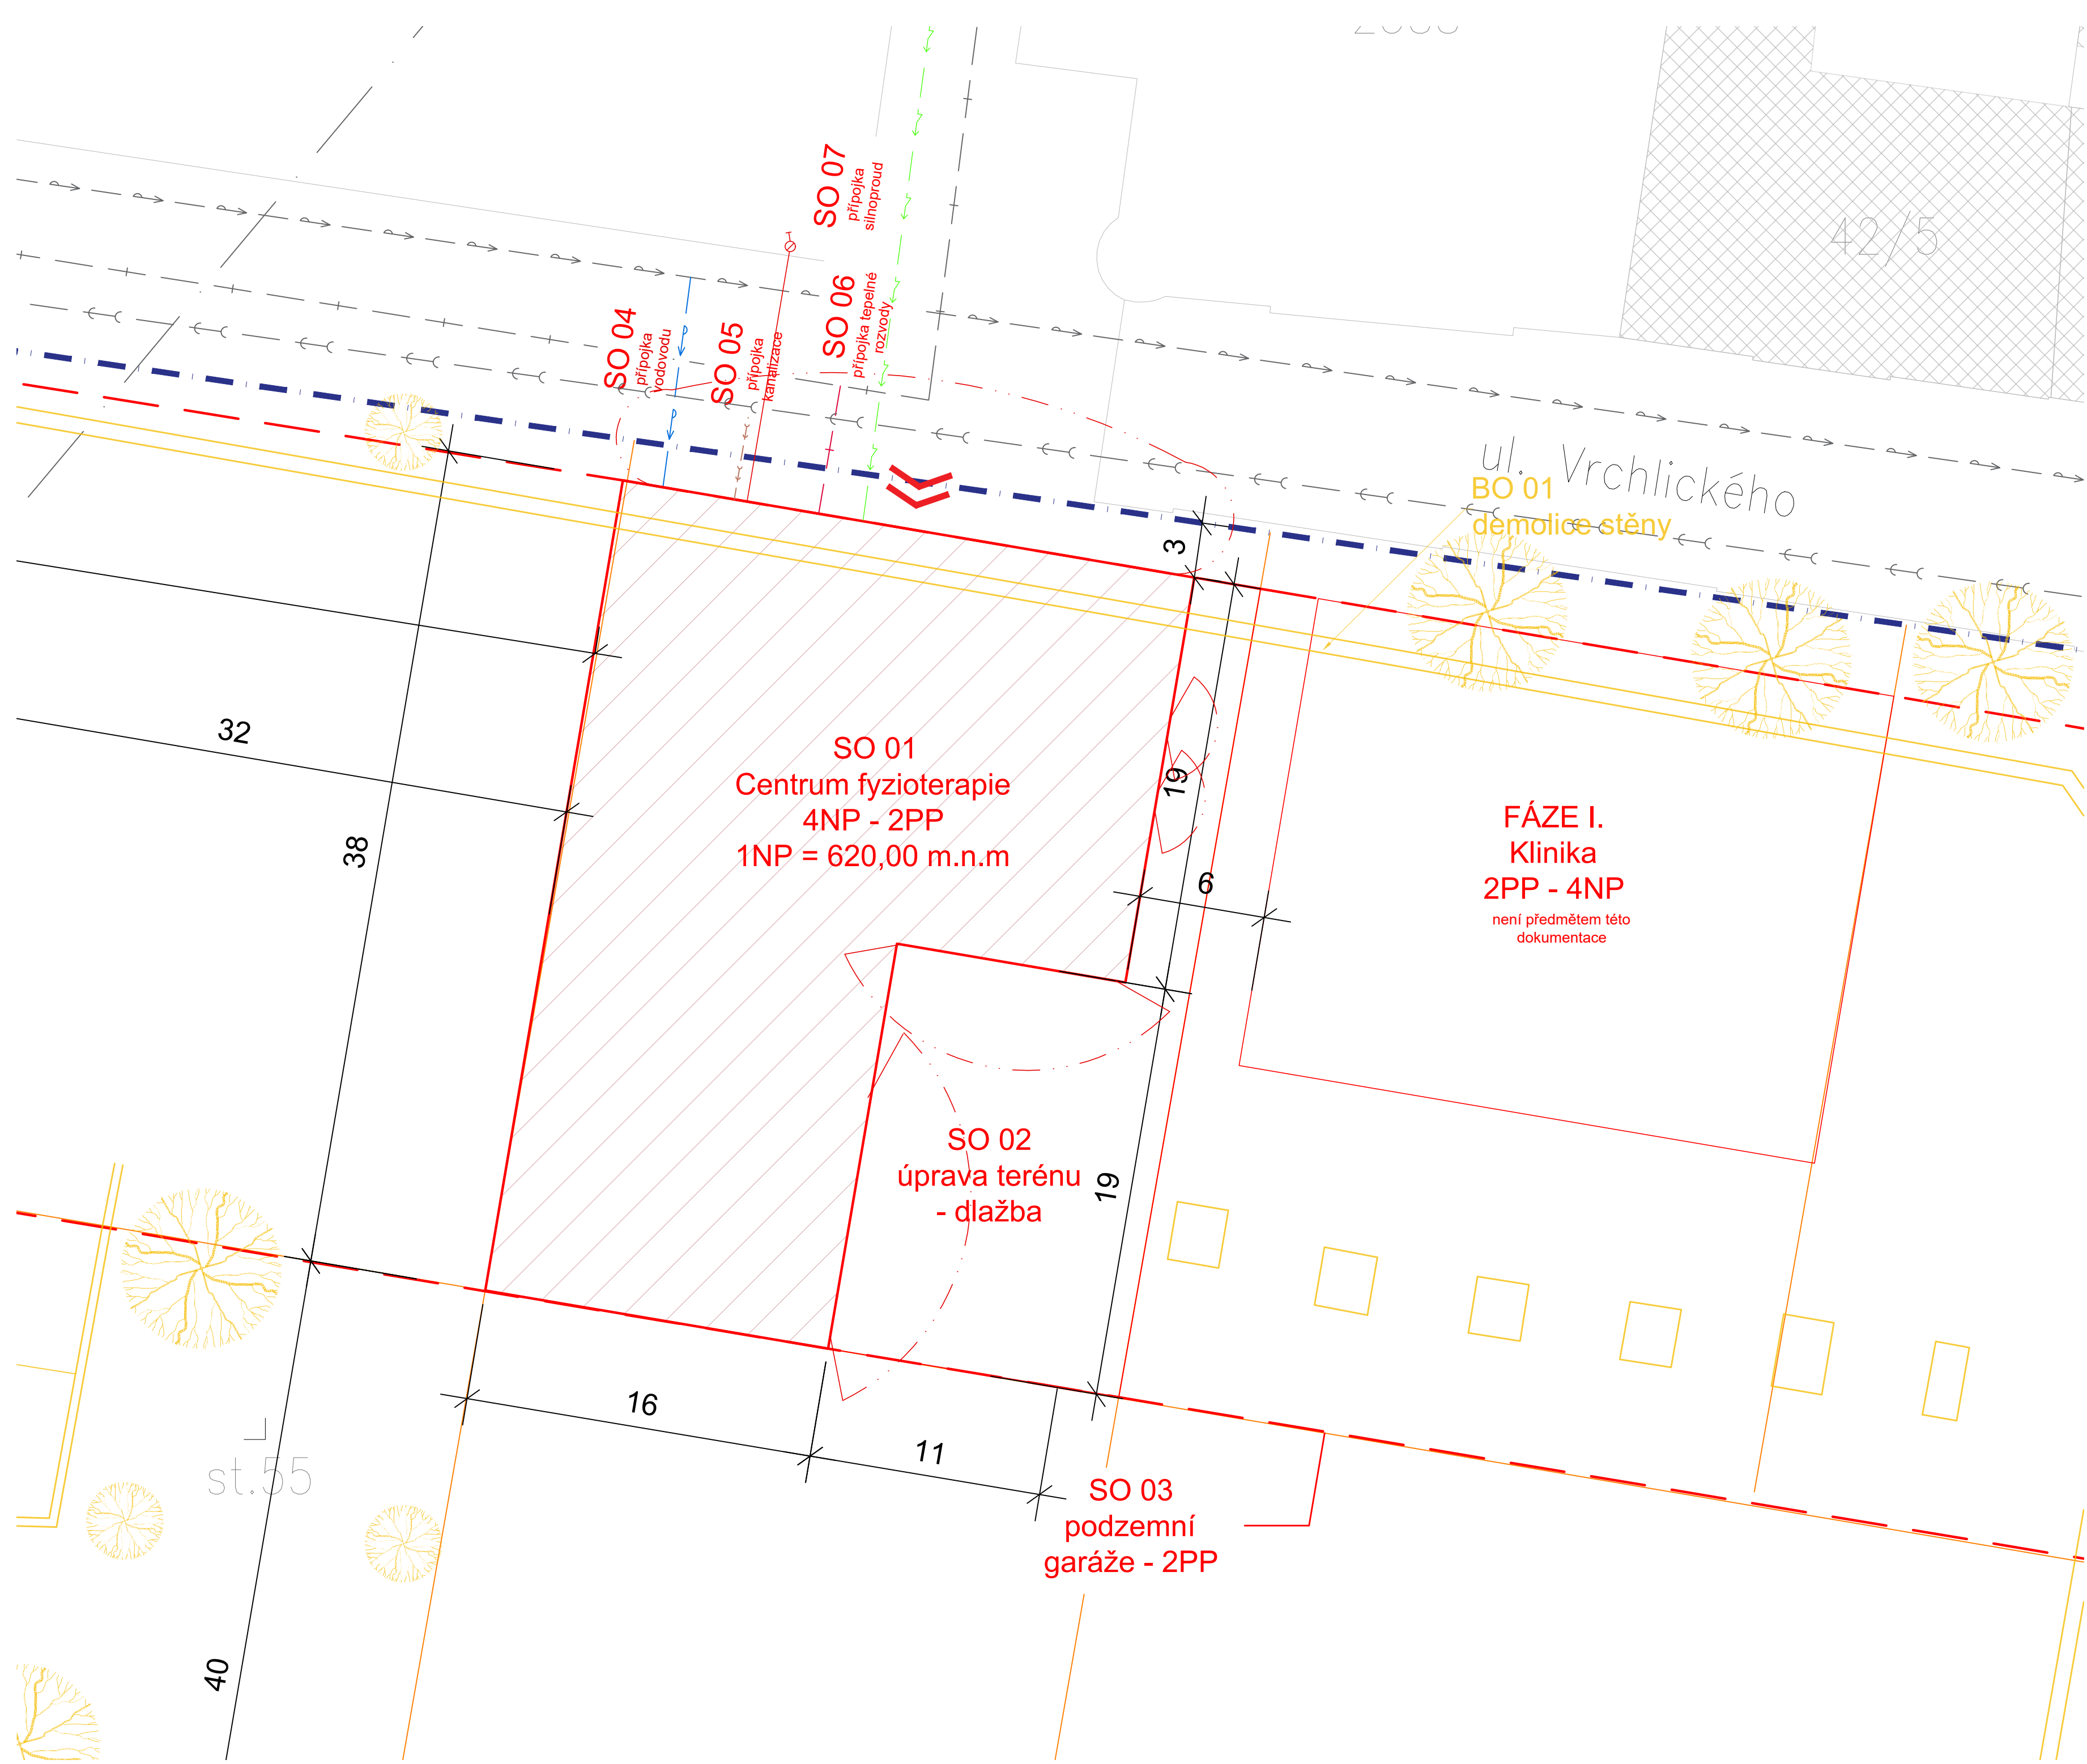 SO 07
přípojka
silnoproud
SO 06
přípojka tepelné
rozvody
SO 04
přípojka
vodovodu
SO 05
přípojka
kanalizace
42/5
ul. Vrchlického
BO 01
demolice stěny
3
32
38
SO 01
Centrum fyzioterapie
4NP - 2PP
1NP = 620,00 m.n.m
19
6
FÁZE I.
Klinika
2PP - 4NP
není předmětem této
dokumentace
SO 02
úprava terénu
- dlažba
19
16
11
st.55
SO 03
podzemní
garáže - 2PP
40